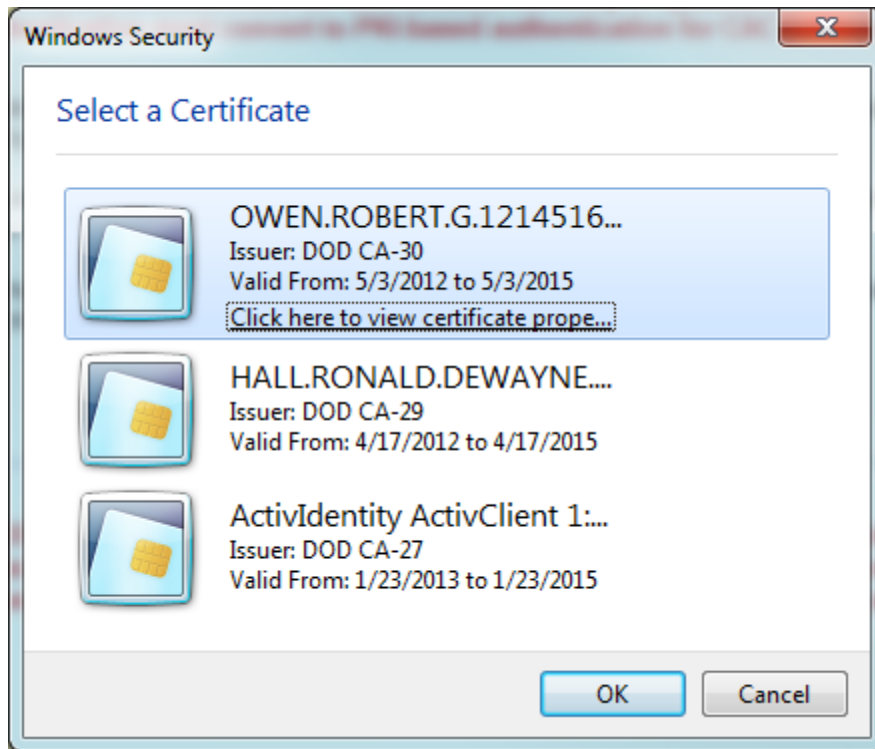 Windows Security
Select a Certificate
OWEN.ROBERT.G.1214516...
Issuer: DOD CA-30
Valid From: 5/3/2012 to 5/3/2015
Click here to view certificate prope...
HALL.RONALD.DEWAYNE....
Issuer: DOD CA-29
Valid From: 4/17/2012 to 4/17/2015
ActivIdentity ActivClient 1:...
Issuer: DOD CA-27
Valid From: 1/23/2013 to 1/23/2015
OK
Cancel